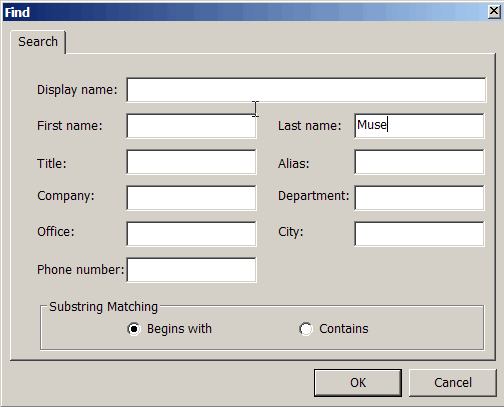 Find
Search
Display name:
First name: Last name: Muse
Title: Alias:
Company: Department:
Office: City:
Phone number:
Substring Matching
Begins with Contains
OK Cancel